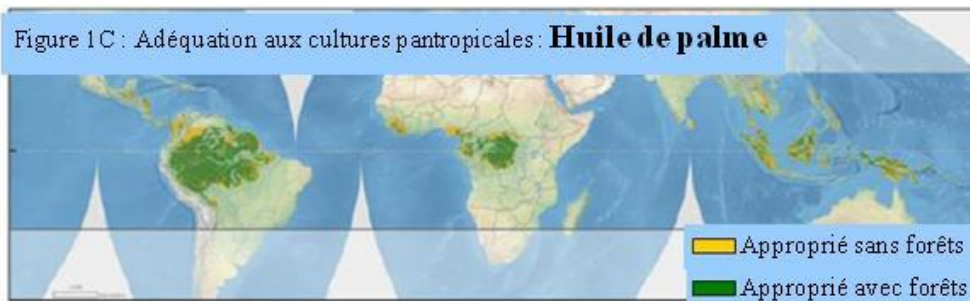 Figure 1C : Adéquation aux cultures pantropicales: Huile de palme
Approprié sans forêts
Approprié avec forêts